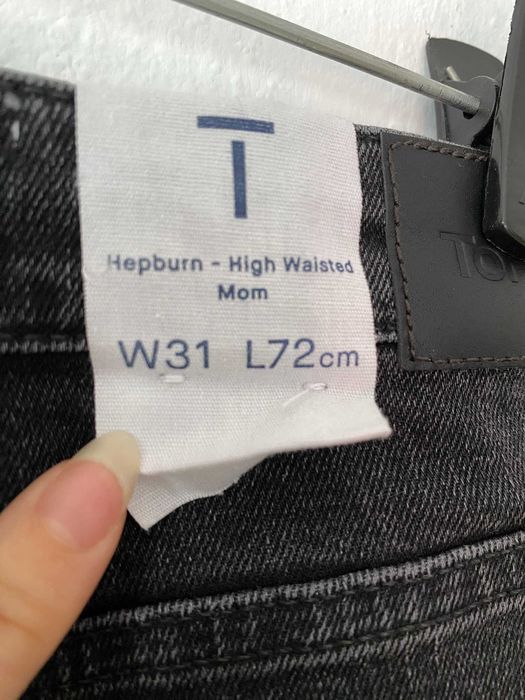 T
Hepburn - High Waisted
Mom
W31 L72cm